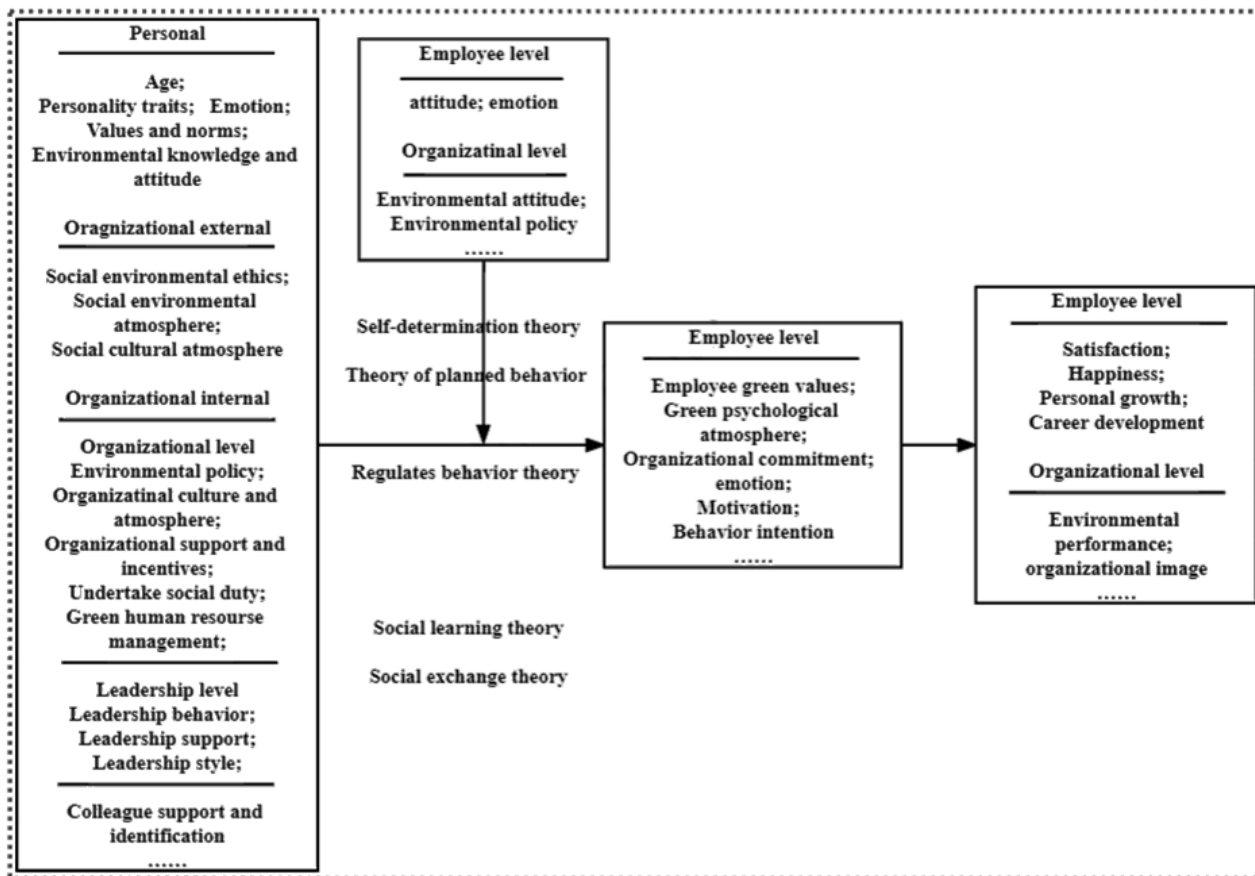 Personal
Age;
Personality traits; Emotion;
Values and norms;
Environmental knowledge and
attitude
Oragnizational external
Social environmental ethics;
Social environmental
atmosphere;
Social cultural atmosphere
Organizational internal
Organizational level
Environmental policy;
Organizatinal culture and
atmosphere;
Organizational support and
incentives;
Undertake social duty;
Green human resourse
management;
Leadership level
Leadership behavior;
Leadership support;
Leadership style;
Colleague support and
identification
......
Employee level
attitude; emotion
Organizatinal level
Environmental attitude;
Environmental policy
......
Self-determination theory
Theory of planned behavior
Regulates behavior theory
Social learning theory
Social exchange theory
Employee level
Employee green values;
Green psychological
atmosphere;
Organizational commitment;
emotion;
Motivation;
Behavior intention
......
Employee level
Satisfaction;
Happiness;
Personal growth;
Career development
Organizational level
Environmental
performance;
organizational image
......